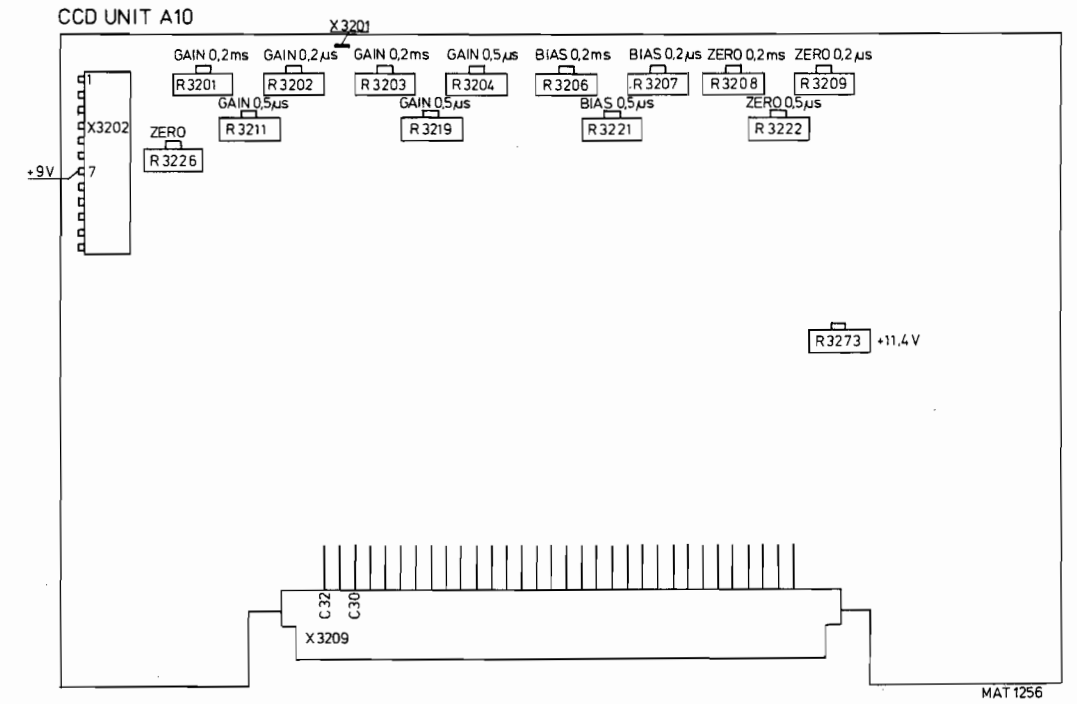 CCD UNIT A10
X3201
GAIN 0,2ms GAIN 0,2µs GAIN 0,2ms GAIN 0,5µs BIAS 0,2ms BIAS 0,2µs ZERO 0,2ms ZERO 0,2µs
1 R3201 R3202 R3203 R3204 R3206 R3207 R3208 R3209
GAIN 0,5µs GAIN 0,5µs BIAS 0,5µs ZERO 0,5µs
X3202 ZERO R3211 R3219 R3221 R3222
+9V 7 R3226
R3273 +11,4V
C32 C30
X3209
MAT1256